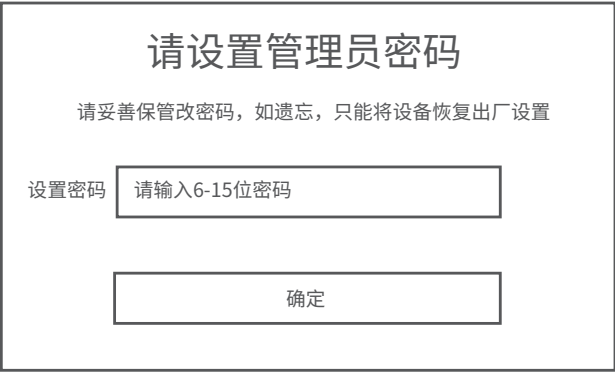 请设置管理员密码
请妥善保管改密码，如遗忘，只能将设备恢复出厂设置
设置密码 请输入6-15位密码
确定